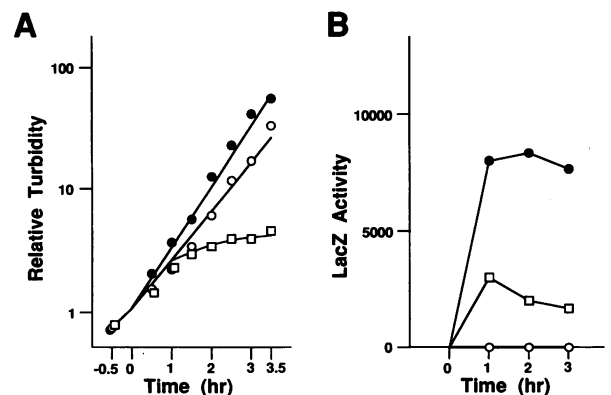 A
Relative Turbidity
100
10
1
-0.5 0 1 2 3 3.5
Time (hr)
B
LacZ Activity
10000
5000
0
0 1 2 3
Time (hr)